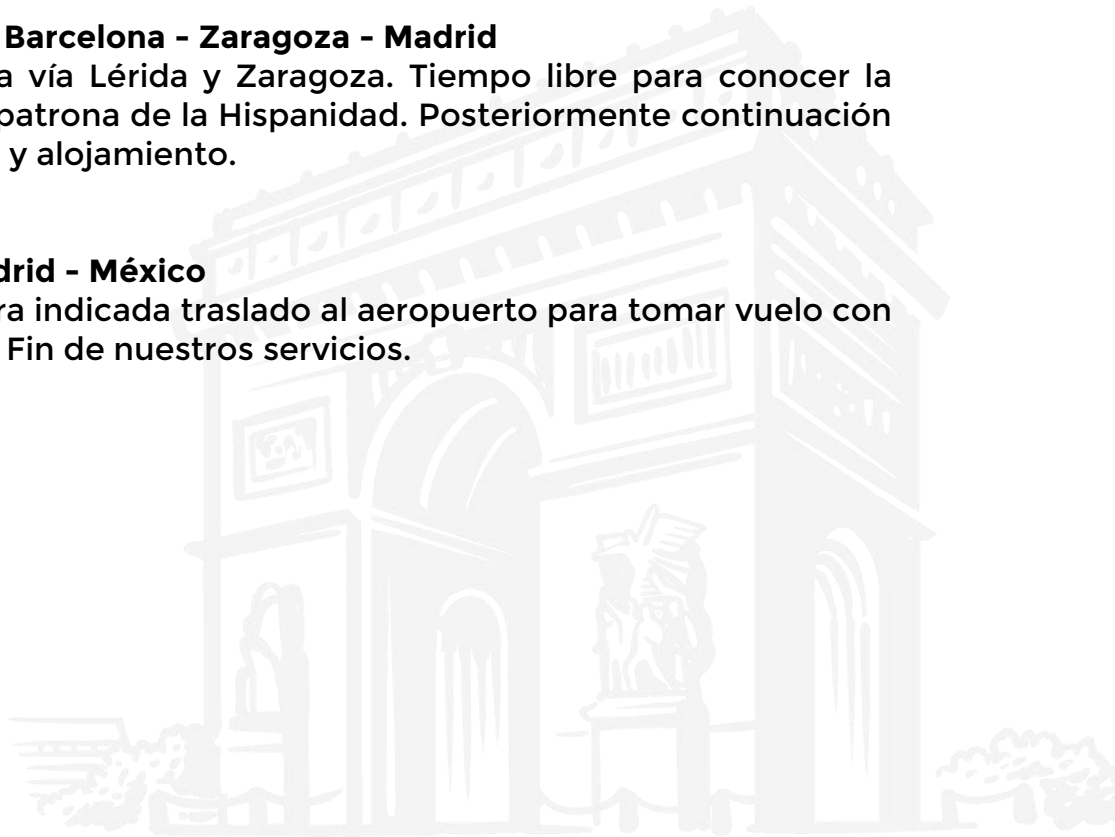 Barcelona - Zaragoza - Madrid
a vía Lérida y Zaragoza. Tiempo libre para conocer la
patrona de la Hispanidad. Posteriormente continuación
y alojamiento.
drid - México
ra indicada traslado al aeropuerto para tomar vuelo con
Fin de nuestros servicios.